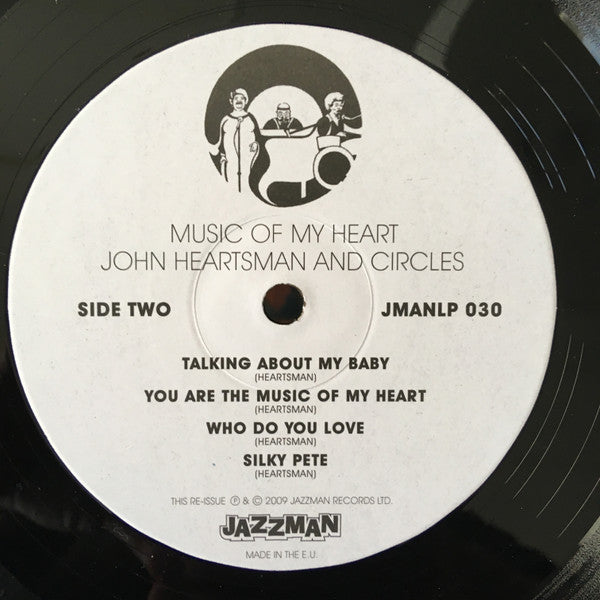 MUSIC OF MY HEART
JOHN HEARTSMAN AND CIRCLES
SIDE TWO JMANLP 030
TALKING ABOUT MY BABY
(HEARTSMAN)
YOU ARE THE MUSIC OF MY HEART
(HEARTSMAN)
WHO DO YOU LOVE
(HEARTSMAN)
SILKY PETE
(HEARTSMAN)
THIS RE-ISSUE ℗ & © 2009 JAZZMAN RECORDS LTD.
JAZZMAN
MADE IN THE E.U.